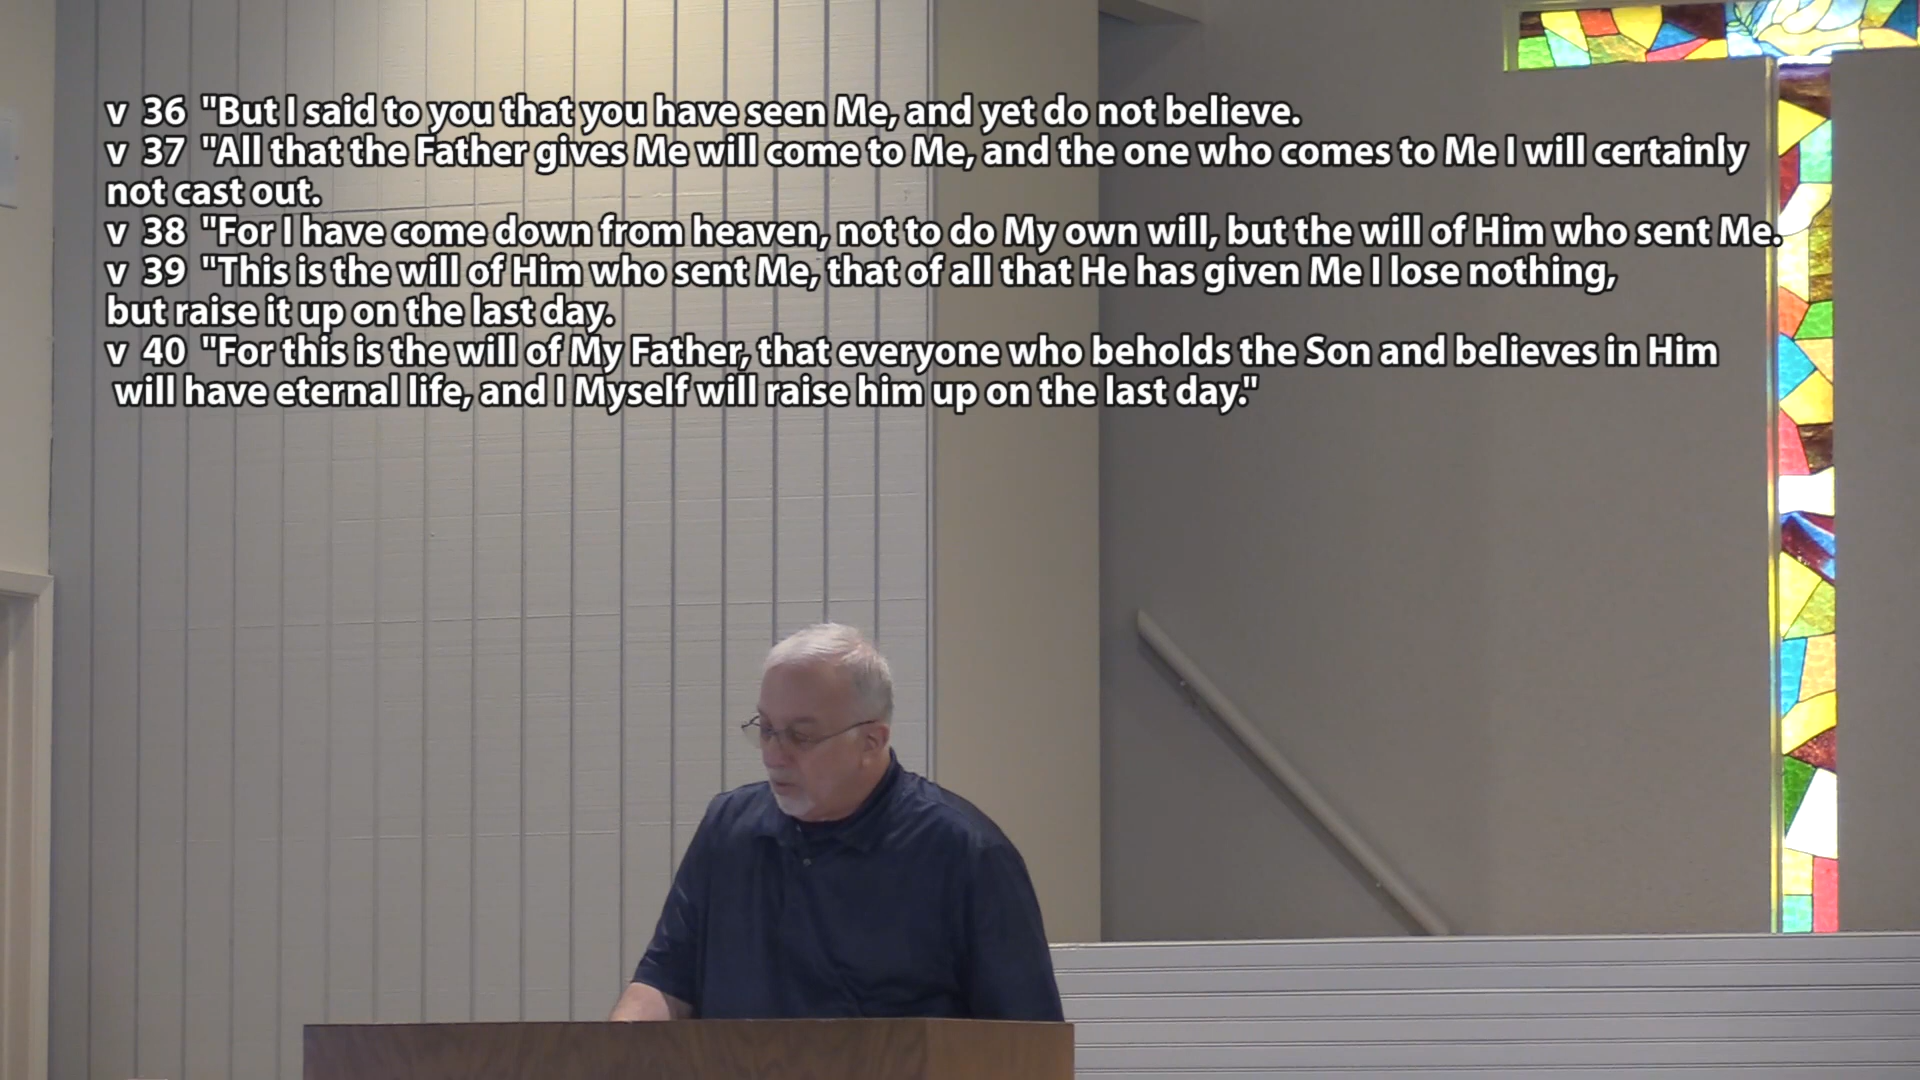 v 36 "But I said to you that you have seen Me, and yet do not believe.
v 37 "All that the Father gives Me will come to Me, and the one who comes to Me I will certainly
not cast out.
v 38 "For I have come down from heaven, not to do My own will, but the will of Him who sent Me.
v 39 "This is the will of Him who sent Me, that of all that He has given Me I lose nothing,
but raise it up on the last day.
v 40 "For this is the will of My Father, that everyone who beholds the Son and believes in Him
will have eternal life, and I Myself will raise him up on the last day."